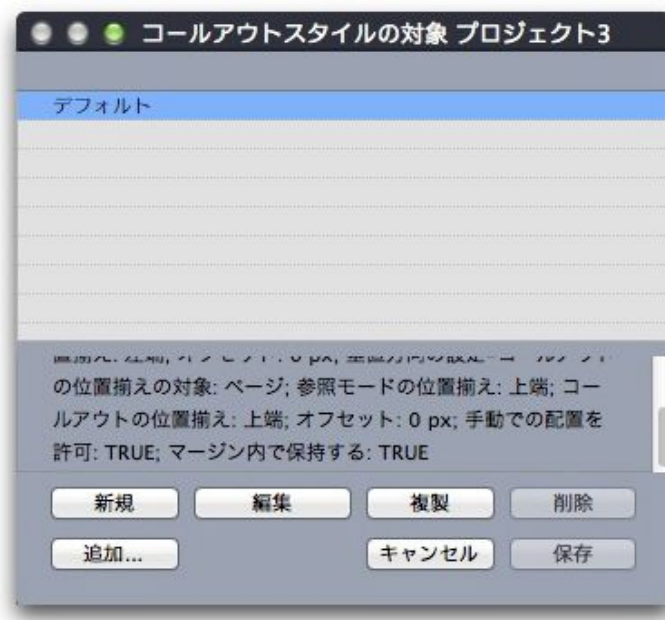 コールアウトスタイルの対象 プロジェクト3
デフォルト
の位置揃えの対象: ページ; 参照モードの位置揃え: 上端; コー
ルアウトの位置揃え: 上端; オフセット: 0 px; 手動での配置を
許可: TRUE; マージン内で保持する: TRUE
新規 編集 複製 削除
追加... キャンセル 保存